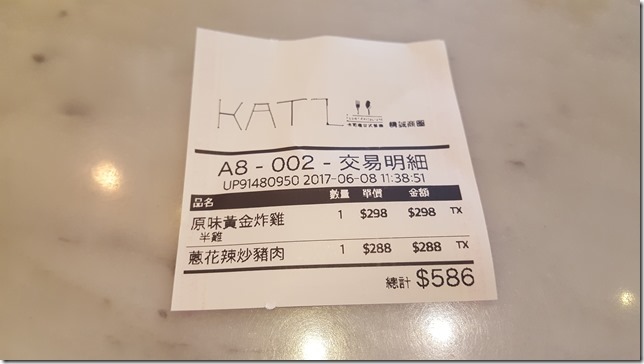 KATZ
機誠商圈
A8 - 002 - 交易明細
UP91480950 2017-06-08 11:38:51
品名 數量 單價 金額
原味黃金炸雞 1 $298 $298 TX
半雞
蔥花辣炒豬肉 1 $288 $288 TX
總計 $586